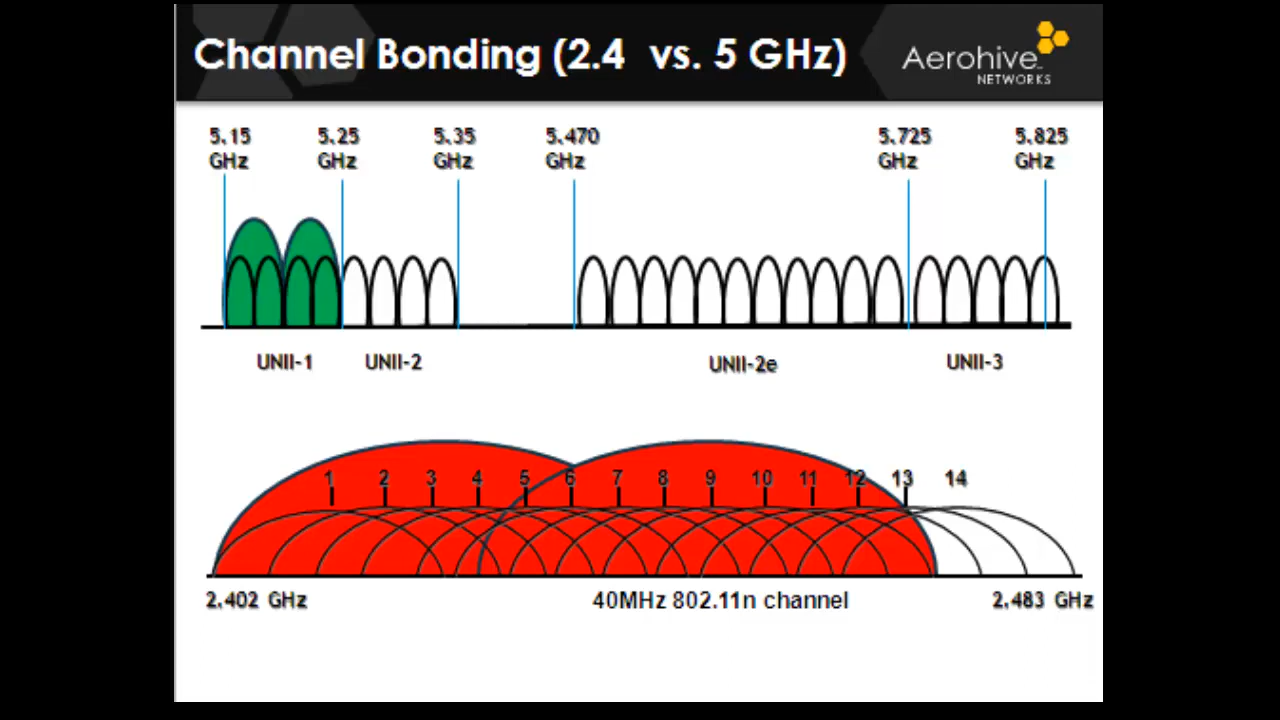 Channel Bonding (2.4 vs. 5 GHz)
Aerohive
NETWORKS
5.15 GHz
5.25 GHz
5.35 GHz
5.470 GHz
5.725 GHz
5.825 GHz
UNII-1 UNII-2 UNII-2e UNII-3
1 2 3 4 5 6 7 8 9 10 11 12 13 14
2.402 GHz 40MHz 802.11n channel 2.483 GHz